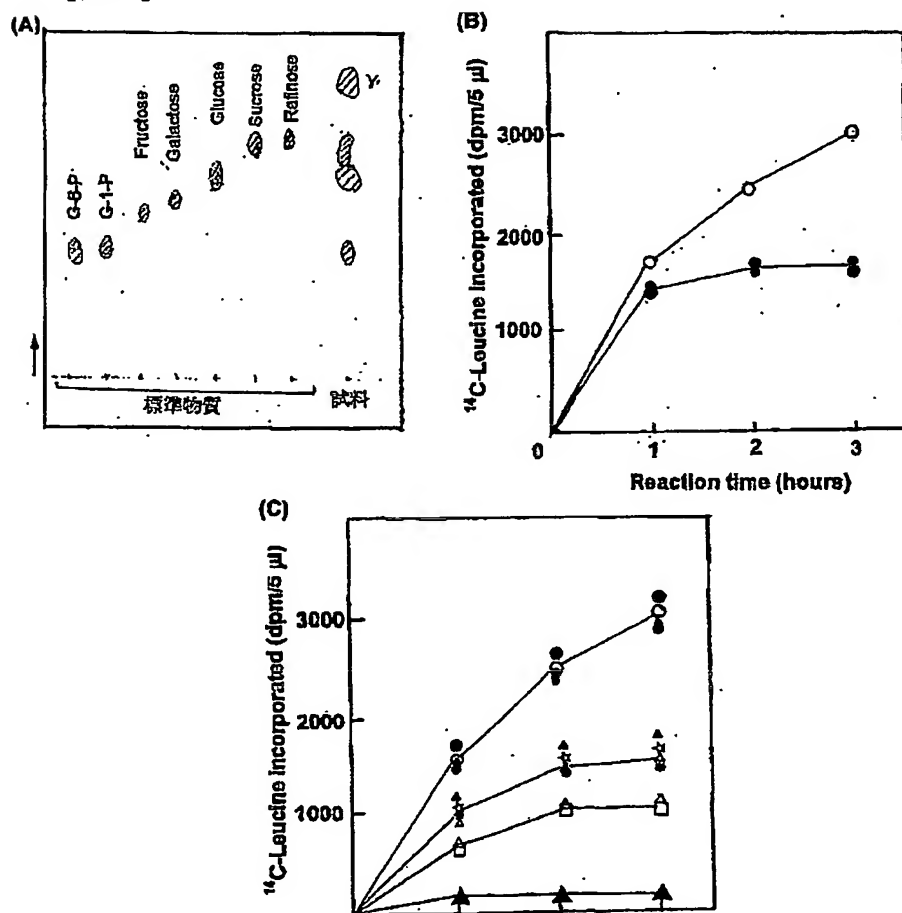 (A)
G-6-P
G-1-P
Fructose
Galactose
Glucose
Sucrose
Rafinose
標準物質
試料
(B)
14C-Leucine incorporated (dpm/5 µl)
3000
2000
1000
0
1
2
3
Reaction time (hours)
(C)
14C-Leucine incorporated (dpm/5 µl)
3000
2000
1000